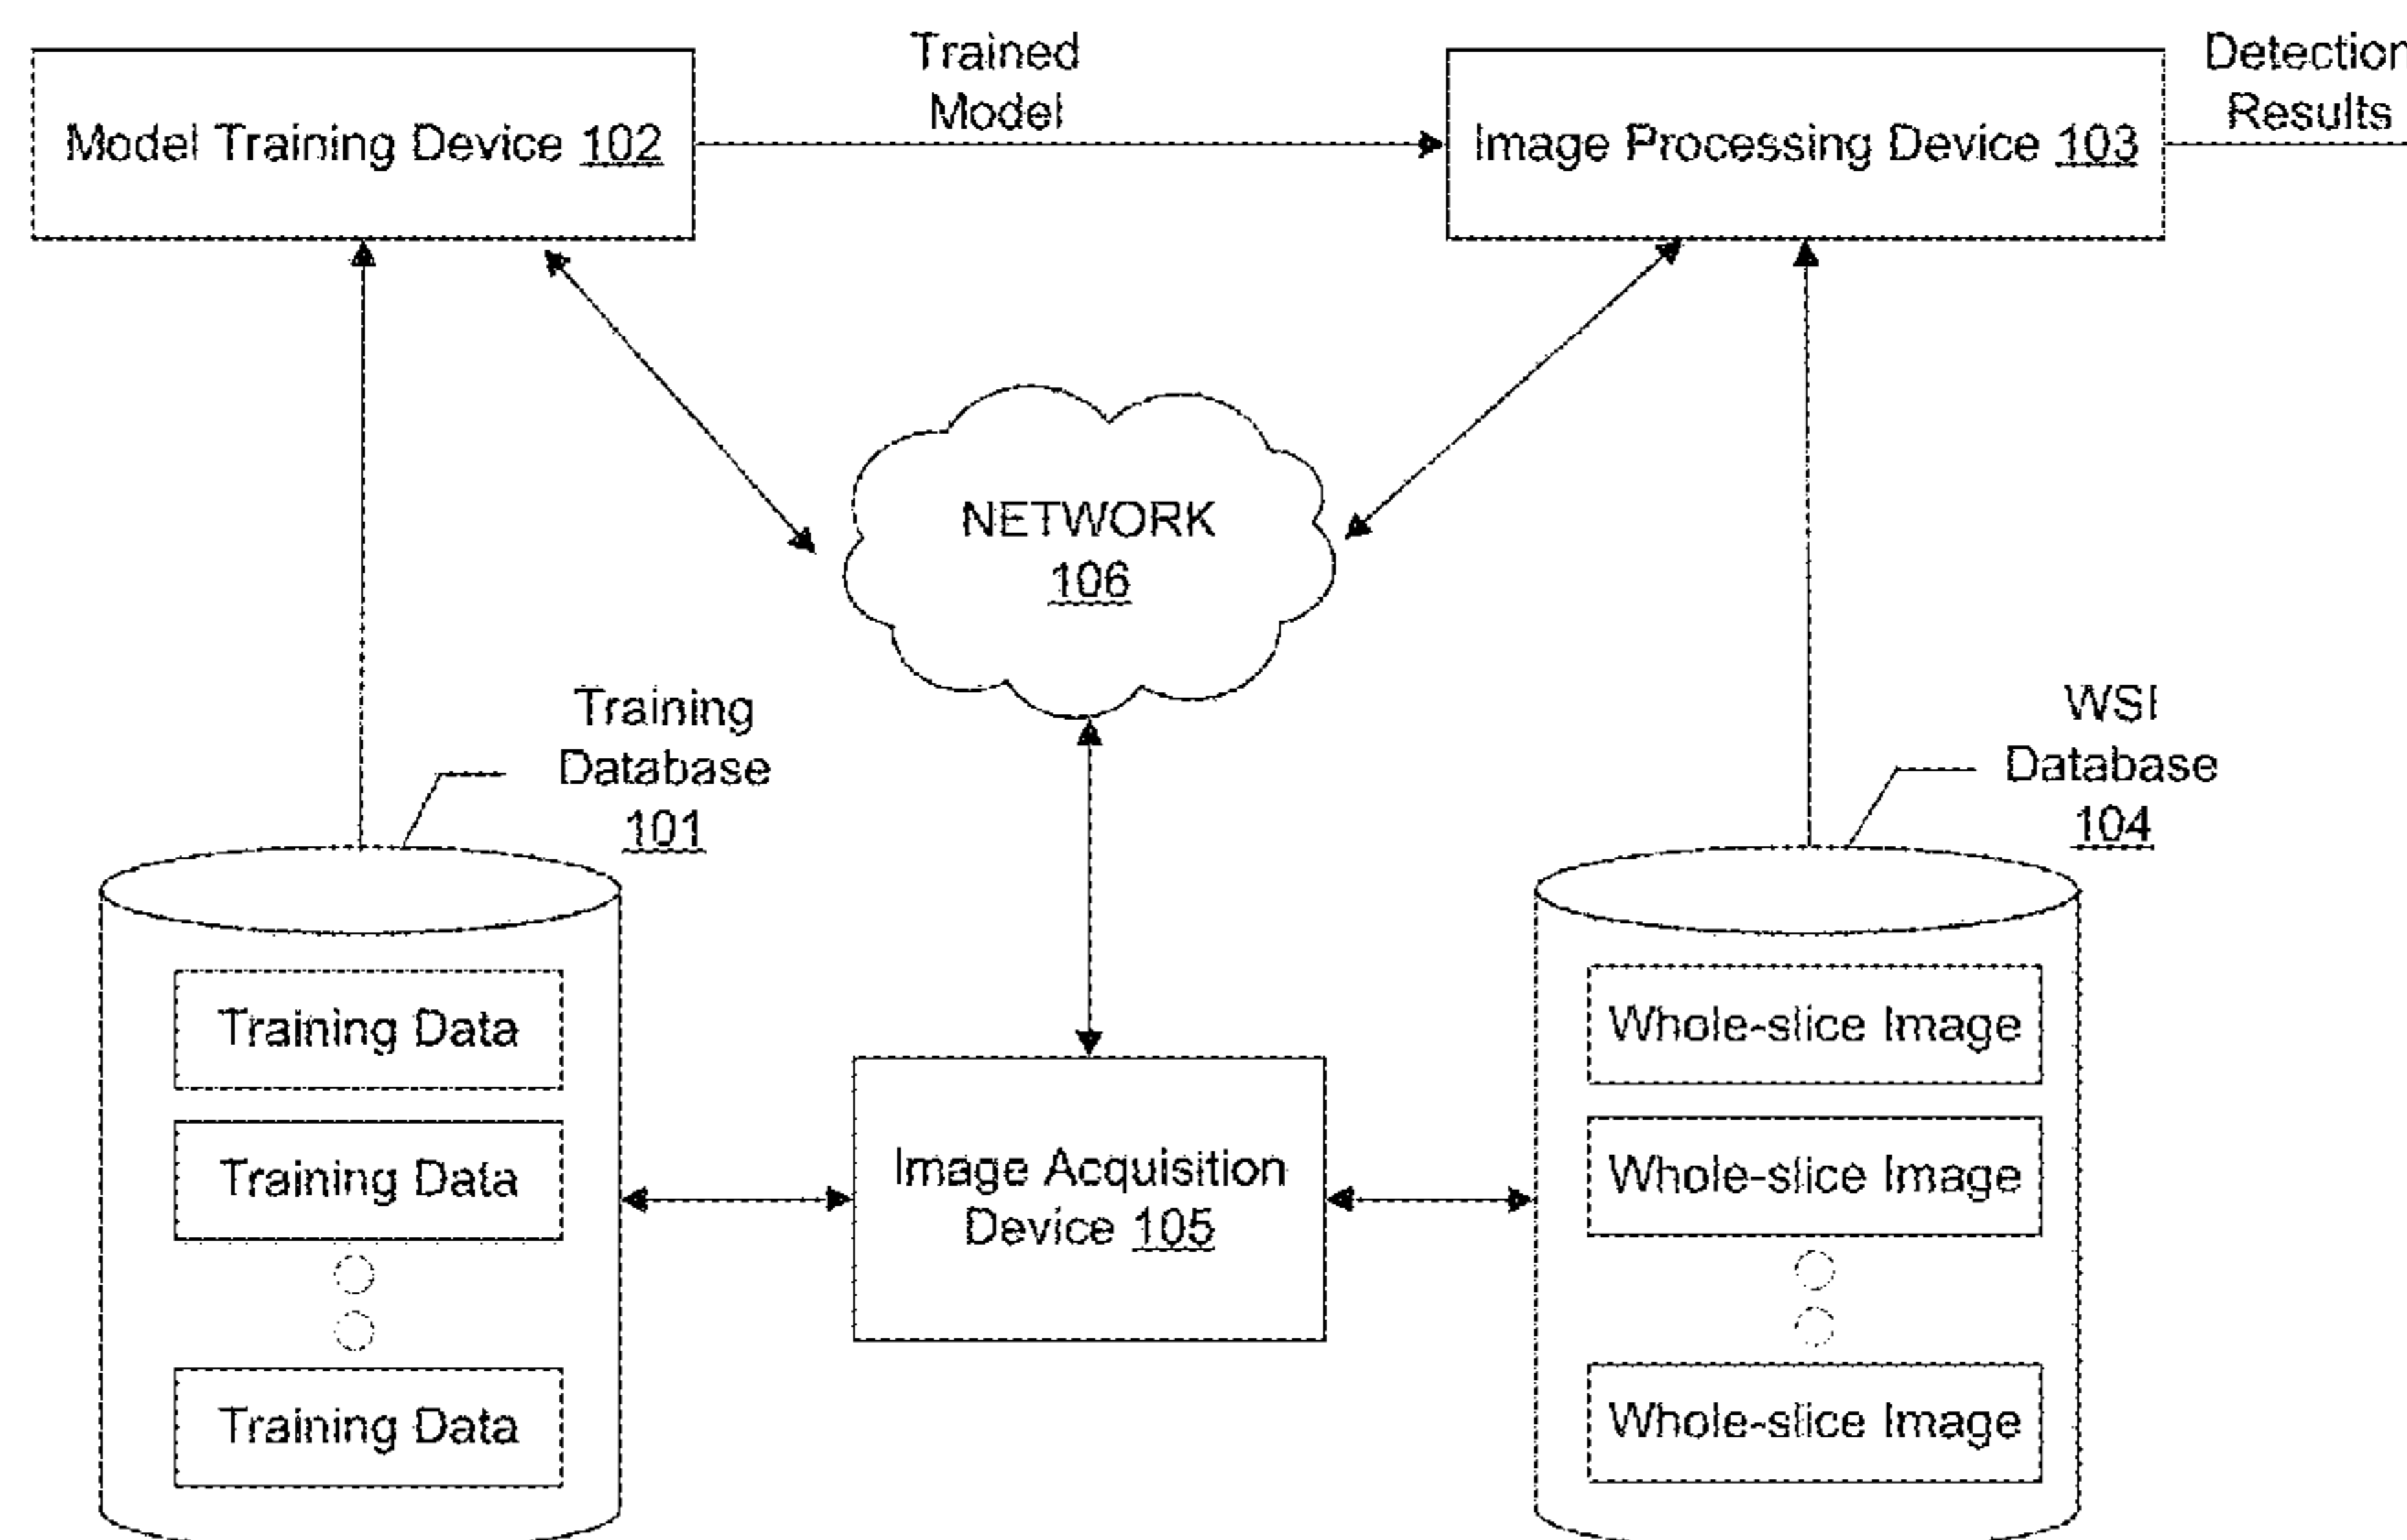 Trained
Model
Detection
Results
Model Training Device 102
Image Processing Device 103
NETWORK
106
Training
Database
101
WSI
Database
104
Training Data
Training Data
Training Data
Image Acquisition
Device 105
Whole-slice Image
Whole-slice Image
Whole-slice Image